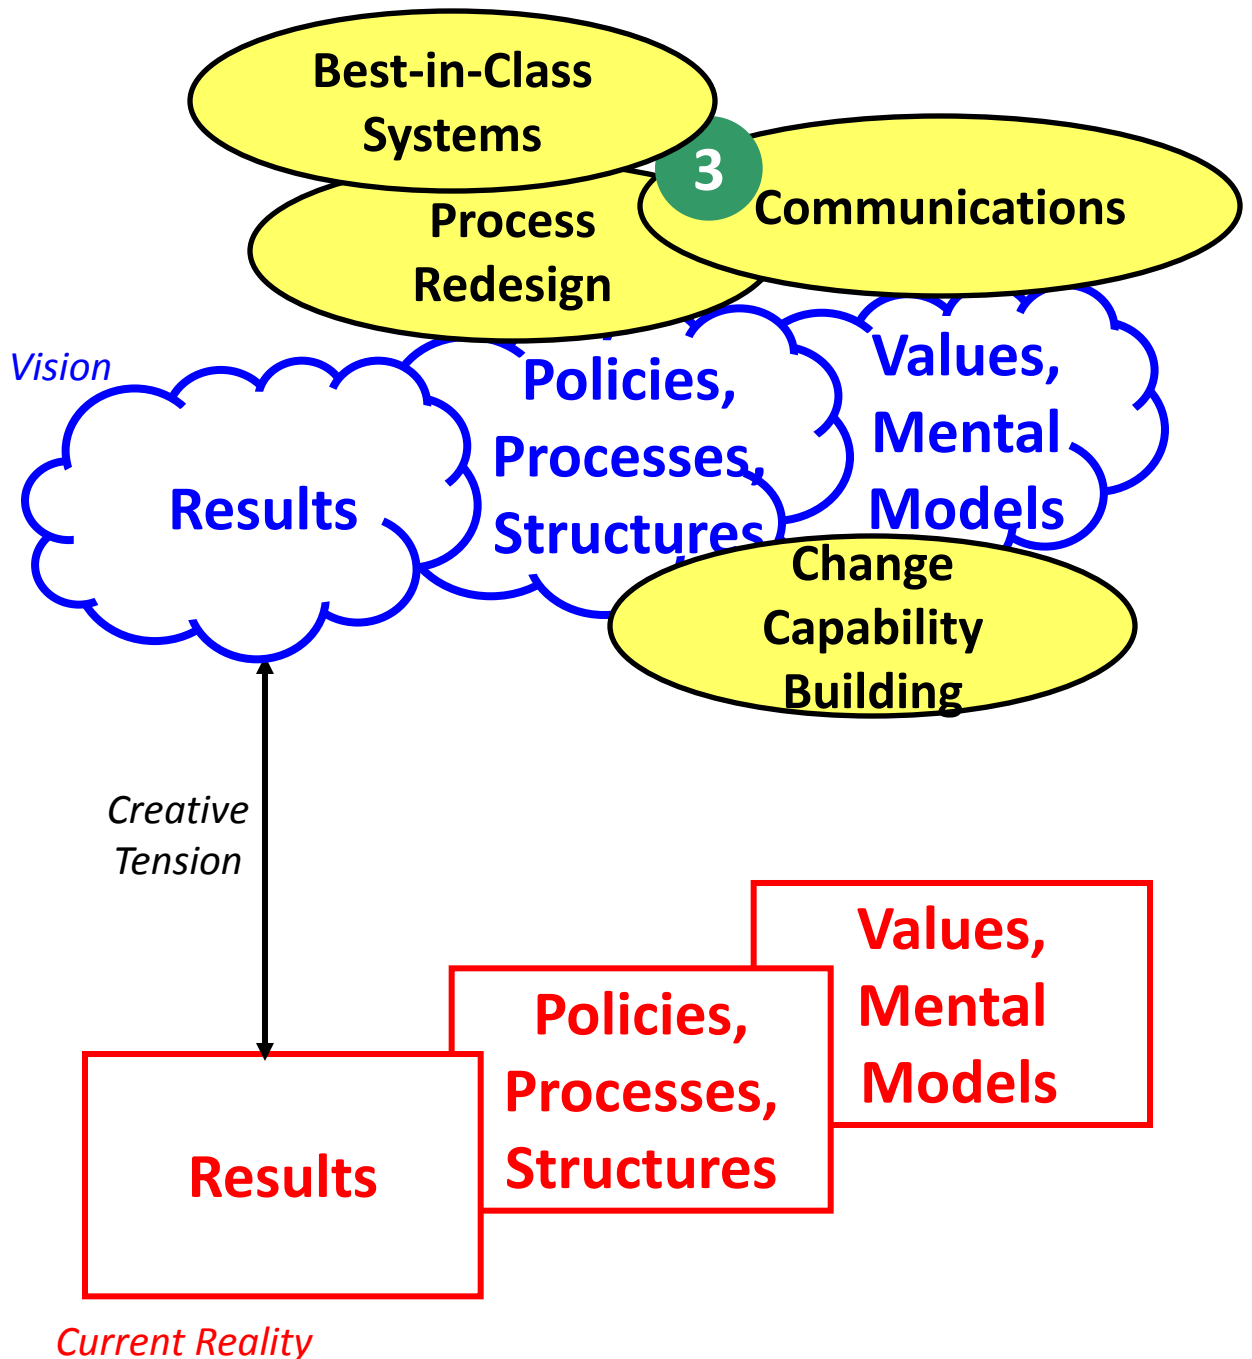 Best-in-Class
Systems
3
Communications
Process
Redesign
Vision
Results
Policies,
Processes,
Structures
Values,
Mental
Models
Change
Capability
Building
Creative
Tension
Values,
Mental
Models
Policies,
Processes,
Structures
Results
Current Reality